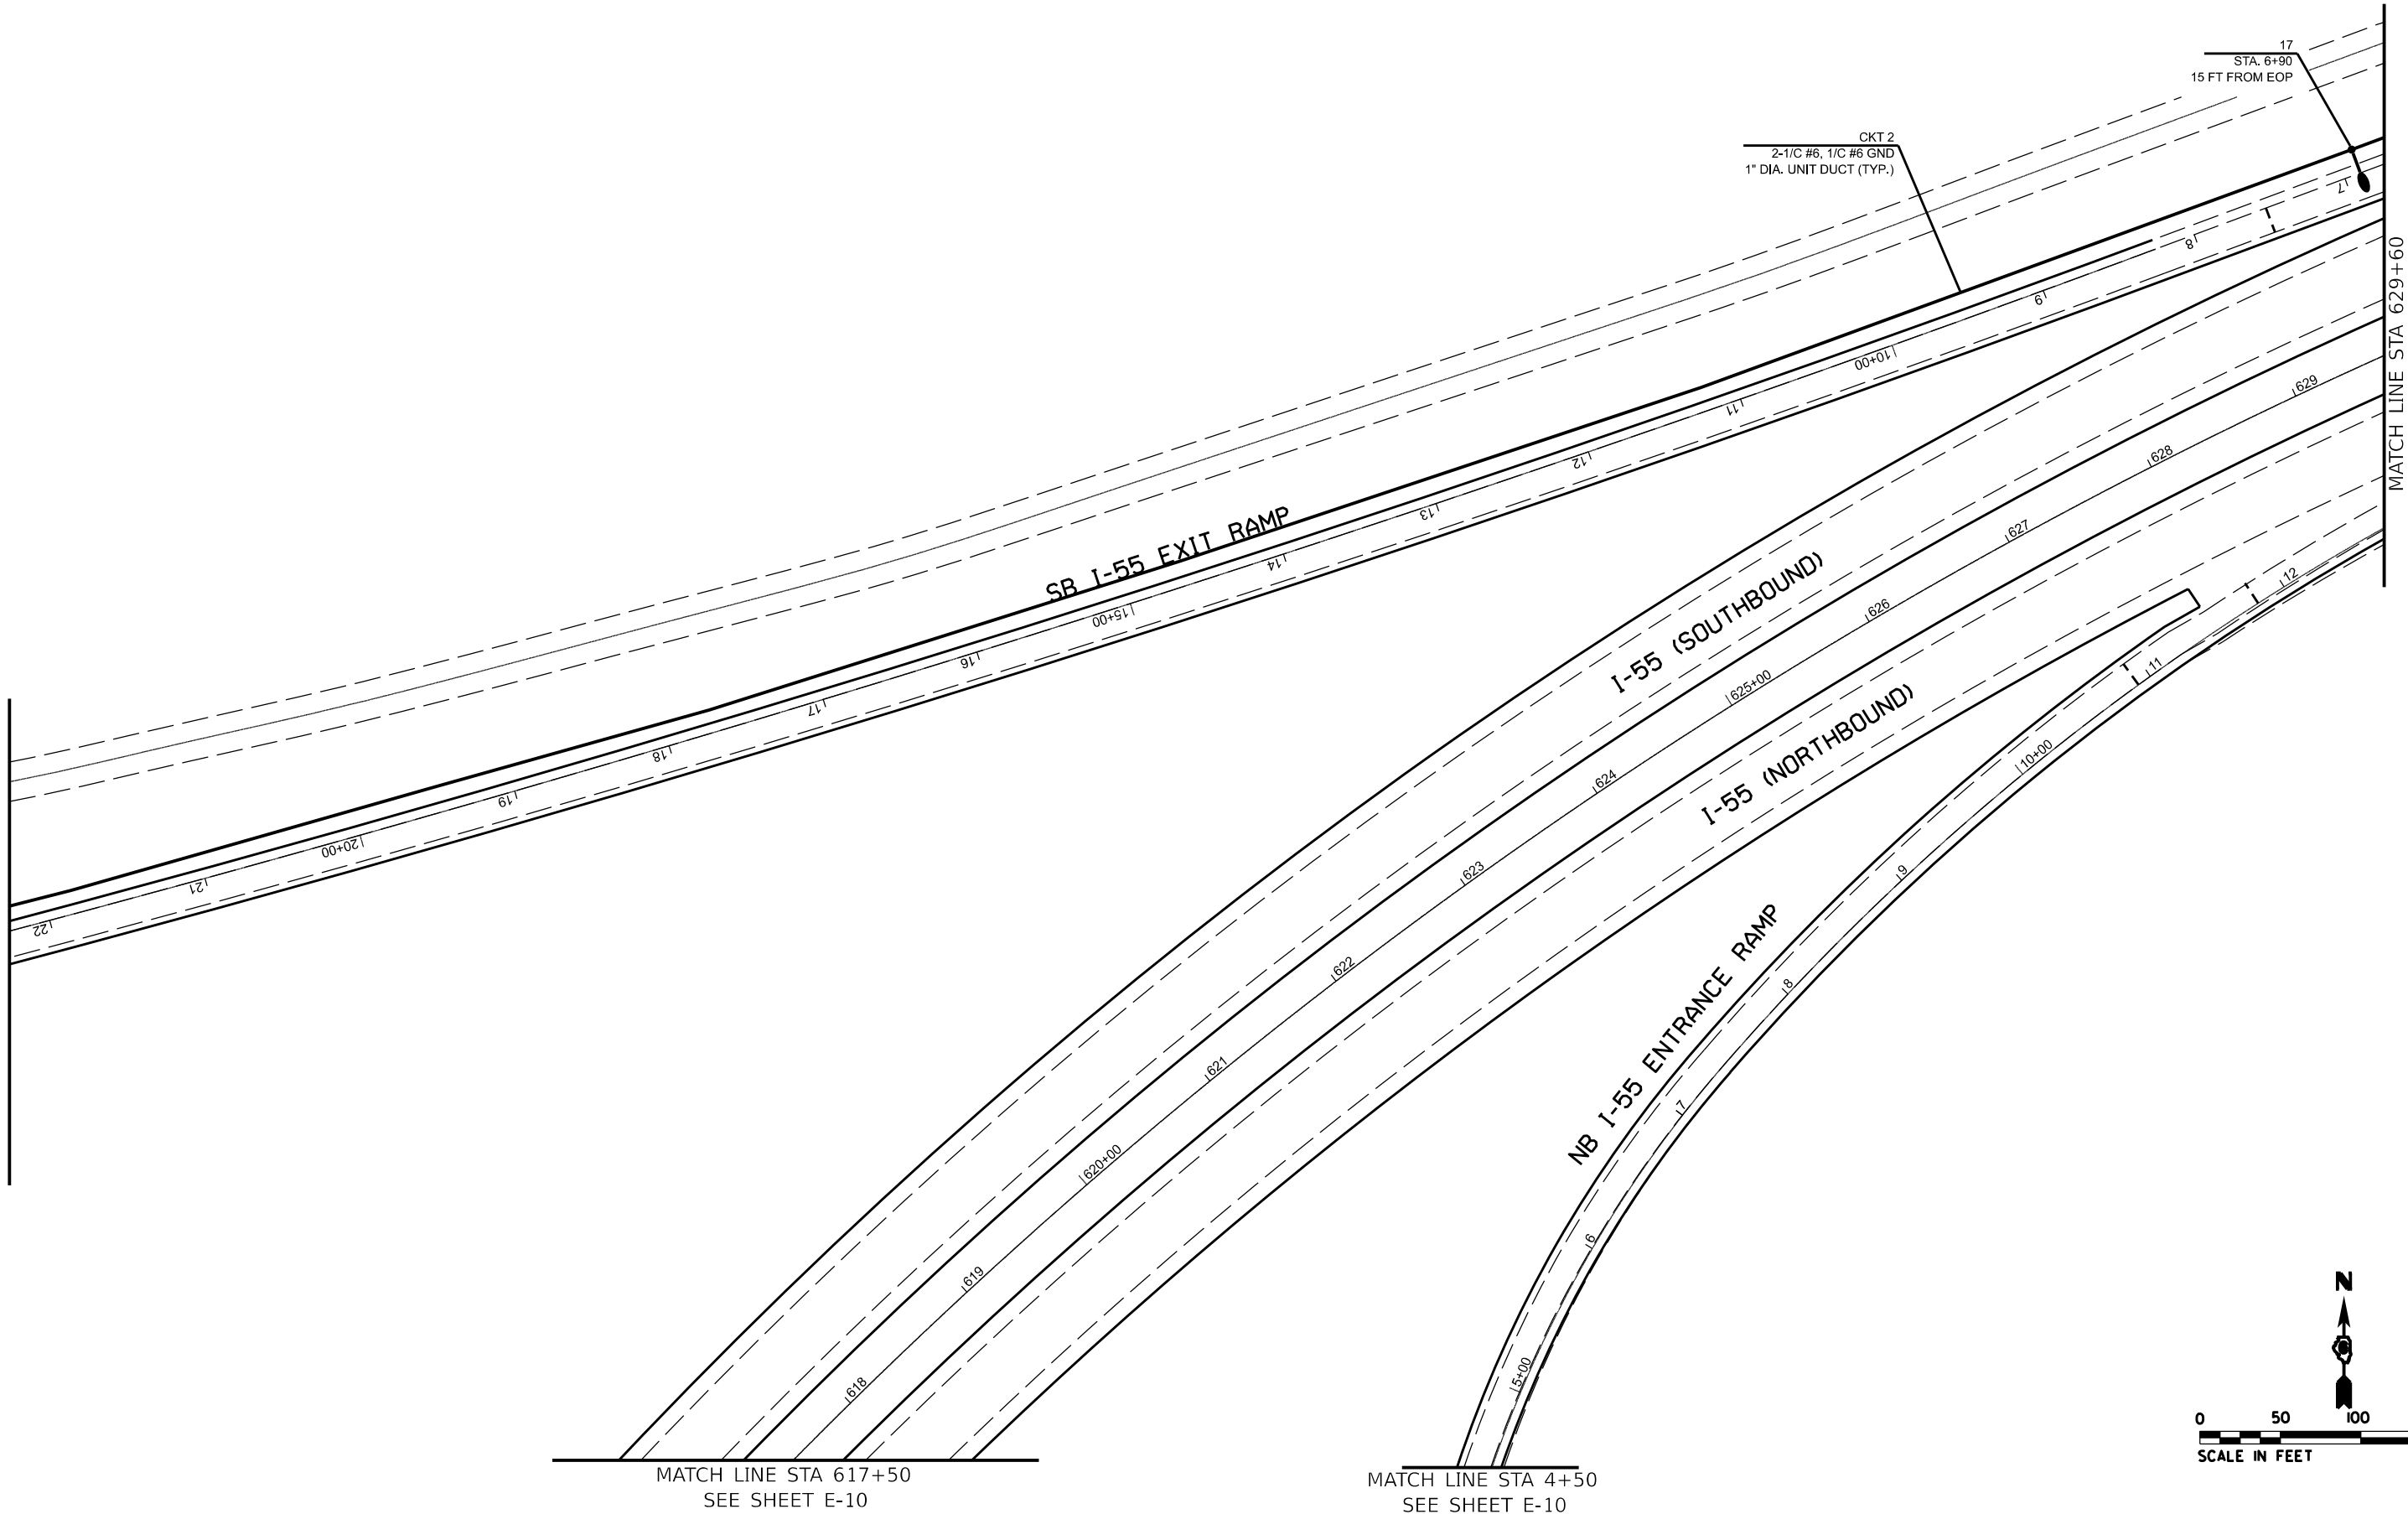 17
STA. 6+90
15 FT FROM EOP
CKT 2
2-1/C #6, 1/C #6 GND
1" DIA. UNIT DUCT (TYP.)
7
8
9
10+00
11
12
13
14
15+00
16
17
18
19
20+00
21
22
SB I-55 EXIT RAMP
MATCH LINE STA 629+60
629
628
627
626
625+00
624
623
622
621
620+00
619
618
I-55 (SOUTHBOUND)
I-55 (NORTHBOUND)
12
11
10+00
9
8
7
6
5+00
NB I-55 ENTRANCE RAMP
MATCH LINE STA 617+50
SEE SHEET E-10
MATCH LINE STA 4+50
SEE SHEET E-10
N
0 50 100
SCALE IN FEET